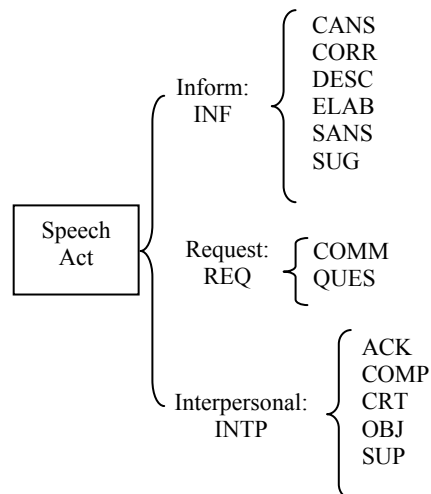 Speech
Act
Inform:
INF
CANS
CORR
DESC
ELAB
SANS
SUG
Request:
REQ
COMM
QUES
Interpersonal:
INTP
ACK
COMP
CRT
OBJ
SUP